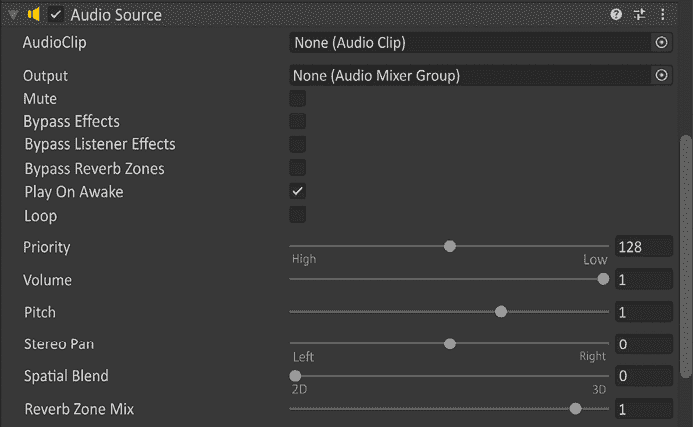 Audio Source
AudioClip None (Audio Clip)
Output None (Audio Mixer Group)
Mute
Bypass Effects
Bypass Listener Effects
Bypass Reverb Zones
Play On Awake
Loop
Priority 128
High Low
Volume 1
Pitch 1
Stereo Pan 0
Left Right
Spatial Blend 0
2D 3D
Reverb Zone Mix 1